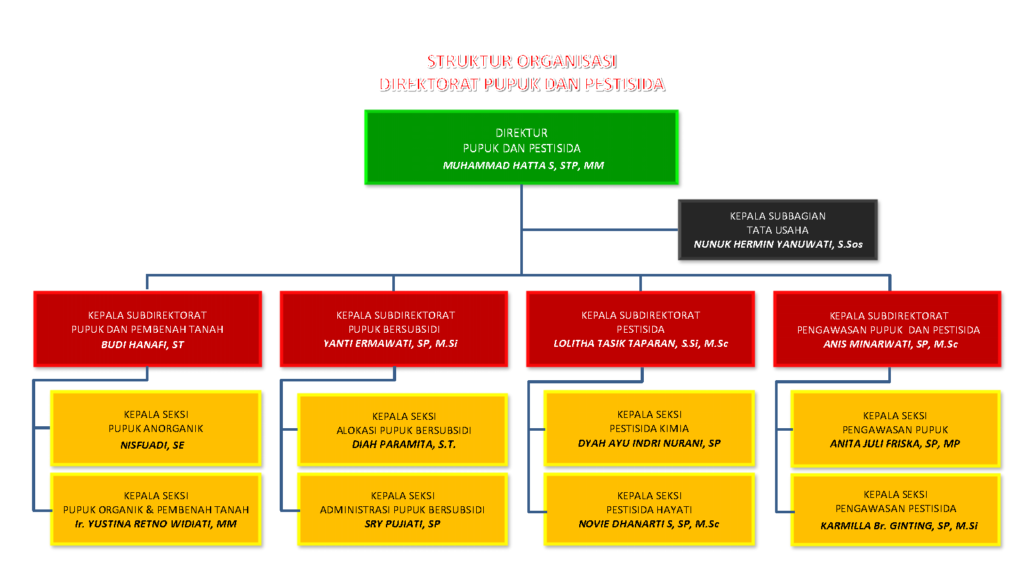 STRUKTUR ORGANISASI
DIREKTORAT PUPUK DAN PESTISIDA
DIREKTUR
PUPUK DAN PESTISIDA
MUHAMMAD HATTA S, STP, MM
KEPALA SUBBAGIAN
TATA USAHA
NUNUK HERMIN YANUWATI, S.Sos
KEPALA SUBDIREKTORAT
PUPUK DAN PEMBENAH TANAH
BUDI HANAFI, ST
KEPALA SUBDIREKTORAT
PUPUK BERSUBSIDI
YANTI ERMAWATI, SP, M.Si
KEPALA SUBDIREKTORAT
PESTISIDA
LOLITHA TASIK TAPARAN, S.Si, M.Sc
KEPALA SUBDIREKTORAT
PENGAWASAN PUPUK DAN PESTISIDA
ANIS MINARWATI, SP, M.Sc
KEPALA SEKSI
PUPUK ANORGANIK
NISFUADI, SE
KEPALA SEKSI
ALOKASI PUPUK BERSUBSIDI
DIAH PARAMITA, S.T.
KEPALA SEKSI
PESTISIDA KIMIA
DYAH AYU INDRI NURANI, SP
KEPALA SEKSI
PENGAWASAN PUPUK
ANITA JULI FRISKA, SP, MP
KEPALA SEKSI
PUPUK ORGANIK & PEMBENAH TANAH
Ir. YUSTINA RETNO WIDIATI, MM
KEPALA SEKSI
ADMINISTRASI PUPUK BERSUBSIDI
SRY PUJIATI, SP
KEPALA SEKSI
PESTISIDA HAYATI
NOVIE DHANARTI S, SP, M.Sc
KEPALA SEKSI
PENGAWASAN PESTISIDA
KARMILLA Br. GINTING, SP, M.Si